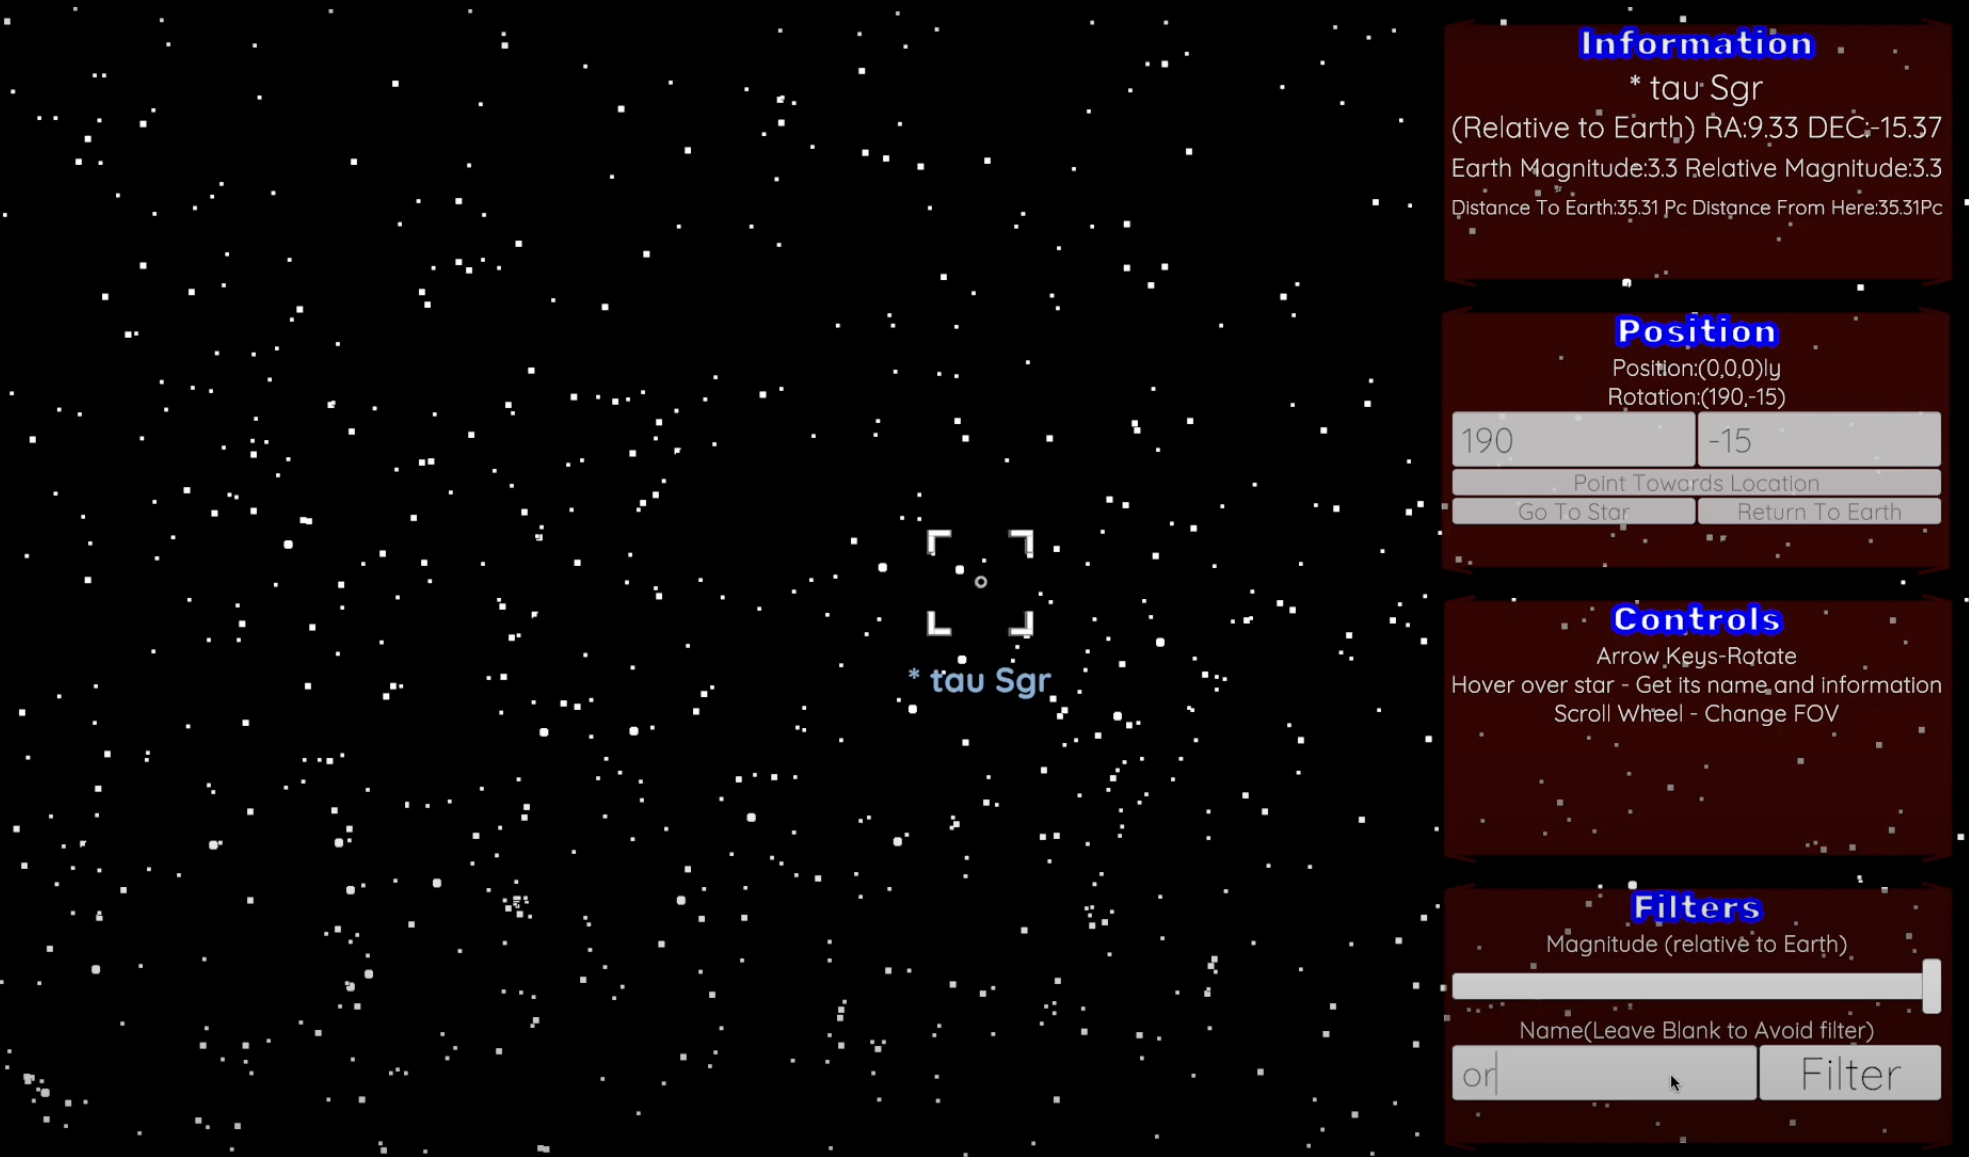 Information
* tau Sgr
(Relative to Earth) RA:9.33 DEC:-15.37
Earth Magnitude:3.3 Relative Magnitude:3.3
Distance To Earth:35.31 Pc Distance From Here:35.31Pc
Position
Position:(0,0,0)ly
Rotation:(190,-15)
190 -15
Point Towards Location
Go To Star Return To Earth
Controls
Arrow Keys-Rotate
Hover over star - Get its name and information
Scroll Wheel - Change FOV
* tau Sgr
Filters
Magnitude (relative to Earth)
Name(Leave Blank to Avoid filter)
or Filter